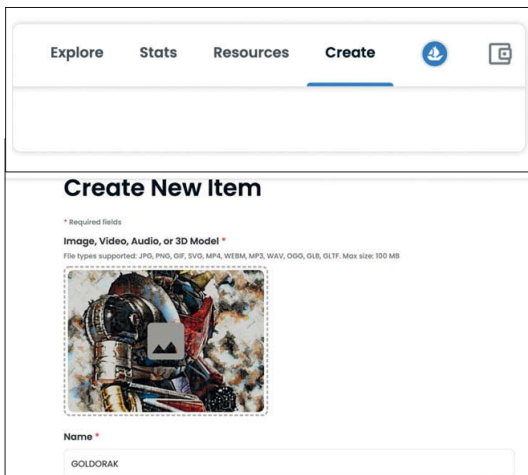 Explore Stats Resources Create
Create New Item
* Required fields
Image, Video, Audio, or 3D Model *
File types supported: JPG, PNG, GIF, SVG, MP4, WEBM, MP3, WAV, OGG, GLB, GLTF. Max size: 100 MB
Name *
GOLDORAK